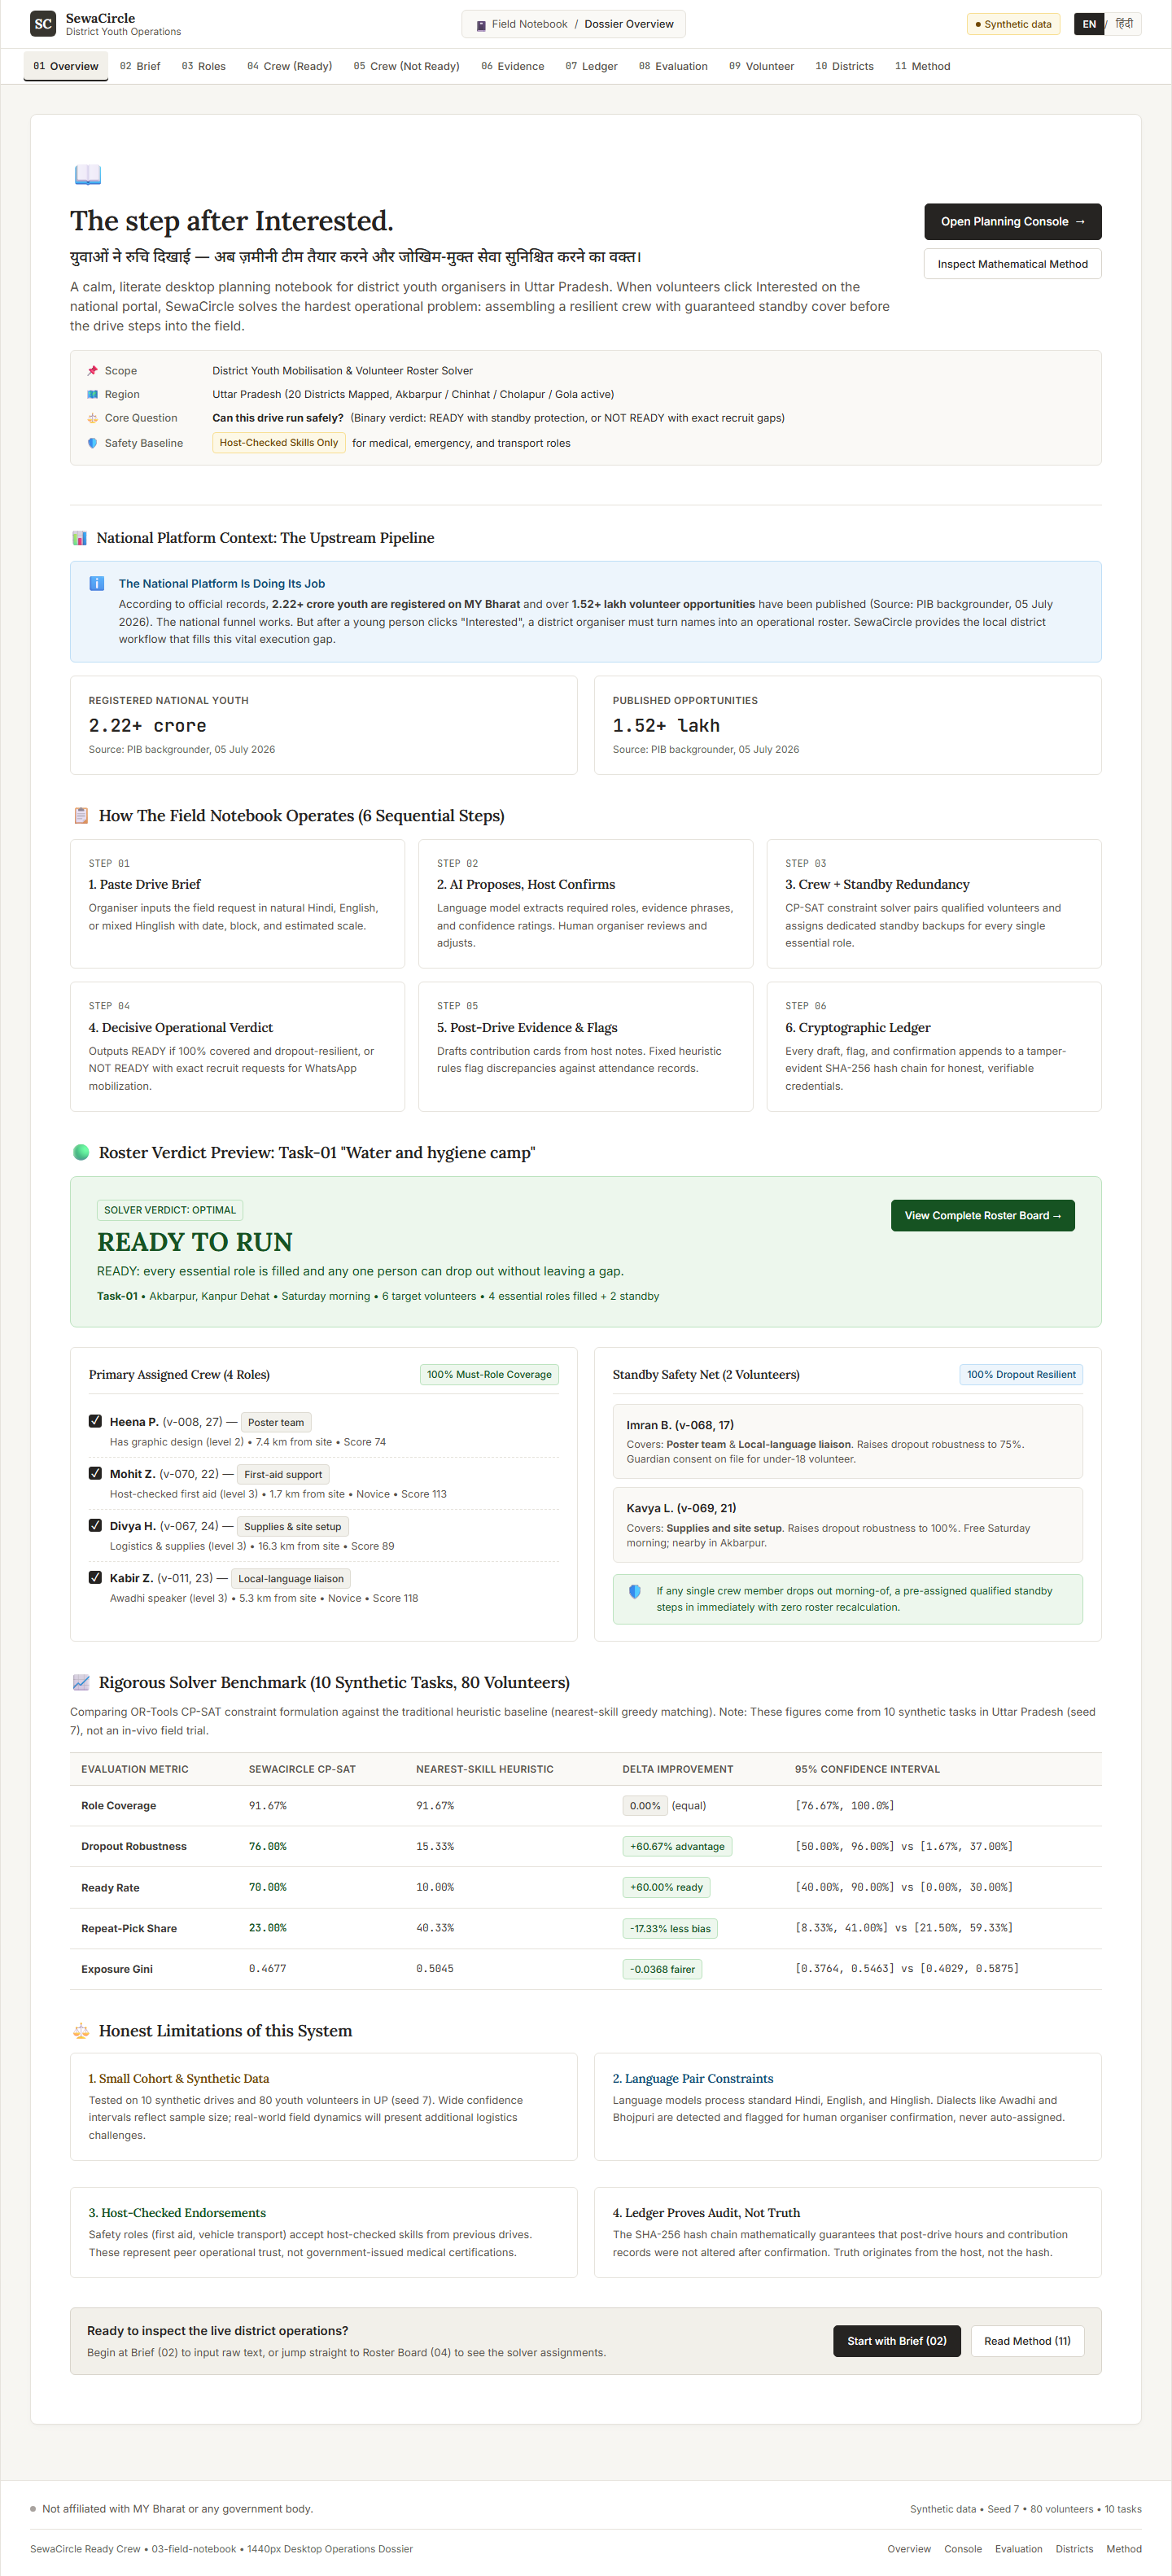 SC SewaCircle
District Youth Operations
Field Notebook / Dossier Overview
Synthetic data
EN / हिंदी
01 Overview 02 Brief 03 Roles 04 Crew (Ready) 05 Crew (Not Ready) 06 Evidence 07 Ledger 08 Evaluation 09 Volunteer 10 Districts 11 Method
The step after Interested.
युवाओं ने रुचि दिखाई — अब ज़मीनी टीम तैयार करने और जोखिम-मुक्त सेवा सुनिश्चित करने का वक्त।
A calm, literate desktop planning notebook for district youth organisers in Uttar Pradesh. When volunteers click Interested on the
national portal, SewaCircle solves the hardest operational problem: assembling a resilient crew with guaranteed standby cover before
the drive steps into the field.
Open Planning Console →
Inspect Mathematical Method
Scope District Youth Mobilisation & Volunteer Roster Solver
Region Uttar Pradesh (20 Districts Mapped, Akbarpur / Chinhat / Cholapur / Gola active)
Core Question Can this drive run safely? (Binary verdict: READY with standby protection, or NOT READY with exact recruit gaps)
Safety Baseline Host-Checked Skills Only for medical, emergency, and transport roles
National Platform Context: The Upstream Pipeline
The National Platform Is Doing Its Job
According to official records, 2.22+ crore youth are registered on MY Bharat and over 1.52+ lakh volunteer opportunities have been published (Source: PIB backgrounder, 05 July
2026). The national funnel works. But after a young person clicks "Interested", a district organiser must turn names into an operational roster. SewaCircle provides the local district
workflow that fills this vital execution gap.
REGISTERED NATIONAL YOUTH
2.22+ crore
Source: PIB backgrounder, 05 July 2026
PUBLISHED OPPORTUNITIES
1.52+ lakh
Source: PIB backgrounder, 05 July 2026
How The Field Notebook Operates (6 Sequential Steps)
STEP 01
1. Paste Drive Brief
Organiser inputs the field request in natural Hindi, English,
or mixed Hinglish with date, block, and estimated scale.
STEP 02
2. AI Proposes, Host Confirms
Language model extracts required roles, evidence phrases,
and confidence ratings. Human organiser reviews and
adjusts.
STEP 03
3. Crew + Standby Redundancy
CP-SAT constraint solver pairs qualified volunteers and
assigns dedicated standby backups for every single
essential role.
STEP 04
4. Decisive Operational Verdict
Outputs READY if 100% covered and dropout-resilient, or
NOT READY with exact recruit requests for WhatsApp
mobilization.
STEP 05
5. Post-Drive Evidence & Flags
Drafts contribution cards from host notes. Fixed heuristic
rules flag discrepancies against attendance records.
STEP 06
6. Cryptographic Ledger
Every draft, flag, and confirmation appends to a tamper-
evident SHA-256 hash chain for honest, verifiable
credentials.
Roster Verdict Preview: Task-01 "Water and hygiene camp"
SOLVER VERDICT: OPTIMAL
READY TO RUN
READY: every essential role is filled and any one person can drop out without leaving a gap.
Task-01 • Akbarpur, Kanpur Dehat • Saturday morning • 6 target volunteers • 4 essential roles filled + 2 standby
View Complete Roster Board →
Primary Assigned Crew (4 Roles) 100% Must-Role Coverage
Heena P. (v-008, 27) — Poster team
Has graphic design (level 2) • 7.4 km from site • Score 74
Mohit Z. (v-070, 22) — First-aid support
Host-checked first aid (level 3) • 1.7 km from site • Novice • Score 113
Divya H. (v-067, 24) — Supplies & site setup
Logistics & supplies (level 3) • 16.3 km from site • Score 89
Kabir Z. (v-011, 23) — Local-language liaison
Awadhi speaker (level 3) • 5.3 km from site • Novice • Score 118
Standby Safety Net (2 Volunteers) 100% Dropout Resilient
Imran B. (v-068, 17)
Covers: Poster team & Local-language liaison. Raises dropout robustness to 75%.
Guardian consent on file for under-18 volunteer.
Kavya L. (v-069, 21)
Covers: Supplies and site setup. Raises dropout robustness to 100%. Free Saturday
morning; nearby in Akbarpur.
If any single crew member drops out morning-of, a pre-assigned qualified standby
steps in immediately with zero roster recalculation.
Rigorous Solver Benchmark (10 Synthetic Tasks, 80 Volunteers)
Comparing OR-Tools CP-SAT constraint formulation against the traditional heuristic baseline (nearest-skill greedy matching). Note: These figures come from 10 synthetic tasks in Uttar Pradesh (seed
7), not an in-vivo field trial.
EVALUATION METRIC SEWACIRCLE CP-SAT NEAREST-SKILL HEURISTIC DELTA IMPROVEMENT 95% CONFIDENCE INTERVAL
Role Coverage 91.67% 91.67% 0.00% (equal) [76.67%, 100.0%]
Dropout Robustness 76.00% 15.33% +60.67% advantage [50.00%, 96.00%] vs [1.67%, 37.00%]
Ready Rate 70.00% 10.00% +60.00% ready [40.00%, 90.00%] vs [0.00%, 30.00%]
Repeat-Pick Share 23.00% 40.33% -17.33% less bias [8.33%, 41.00%] vs [21.50%, 59.33%]
Exposure Gini 0.4677 0.5045 -0.0368 fairer [0.3764, 0.5463] vs [0.4029, 0.5875]
Honest Limitations of this System
1. Small Cohort & Synthetic Data
Tested on 10 synthetic drives and 80 youth volunteers in UP (seed 7). Wide confidence
intervals reflect sample size; real-world field dynamics will present additional logistics
challenges.
2. Language Pair Constraints
Language models process standard Hindi, English, and Hinglish. Dialects like Awadhi and
Bhojpuri are detected and flagged for human organiser confirmation, never auto-assigned.
3. Host-Checked Endorsements
Safety roles (first aid, vehicle transport) accept host-checked skills from previous drives.
These represent peer operational trust, not government-issued medical certifications.
4. Ledger Proves Audit, Not Truth
The SHA-256 hash chain mathematically guarantees that post-drive hours and contribution
records were not altered after confirmation. Truth originates from the host, not the hash.
Ready to inspect the live district operations?
Begin at Brief (02) to input raw text, or jump straight to Roster Board (04) to see the solver assignments.
Start with Brief (02) Read Method (11)
Not affiliated with MY Bharat or any government body.
Synthetic data • Seed 7 • 80 volunteers • 10 tasks
SewaCircle Ready Crew • 03-field-notebook • 1440px Desktop Operations Dossier
Overview Console Evaluation Districts Method